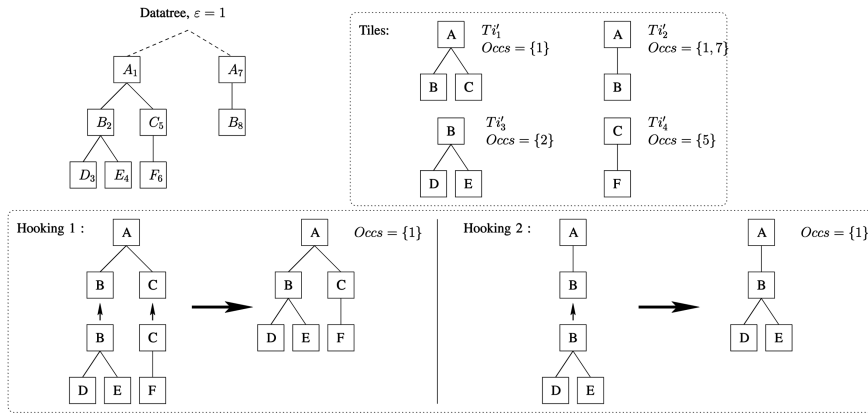 Datatree, ε = 1
A₁ A₇
B₂ C₅ B₈
D₃ E₄ F₆
Tiles:
A Ti′₁
Occs = {1}
B C
A Ti′₂
Occs = {1, 7}
B
B Ti′₃
Occs = {2}
D E
C Ti′₄
Occs = {5}
F
Hooking 1 :
A
B C
B C
D E F
A Occs = {1}
B C
D E F
Hooking 2 :
A
B
B
D E
A Occs = {1}
B
D E